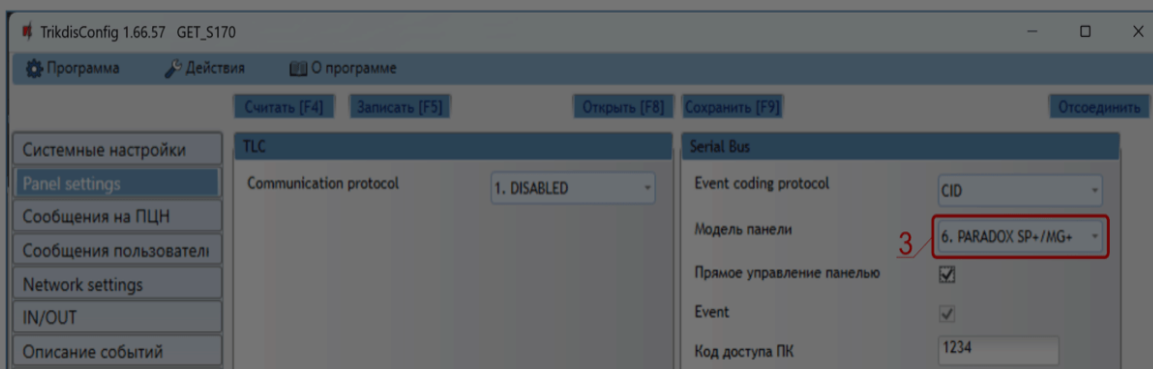 TrikdisConfig 1.66.57 GET_S170
Программа Действия О программе
Считать [F4] Записать [F5] Открыть [F8] Сохранить [F9] Отсоединить
Системные настройки
Panel settings
Сообщения на ПЦН
Сообщения пользователю
Network settings
IN/OUT
Описание событий
TLC
Communication protocol 1. DISABLED
Serial Bus
Event coding protocol CID
Модель панели 3 6. PARADOX SP+/MG+
Прямое управление панелью
Event
Код доступа ПК 1234